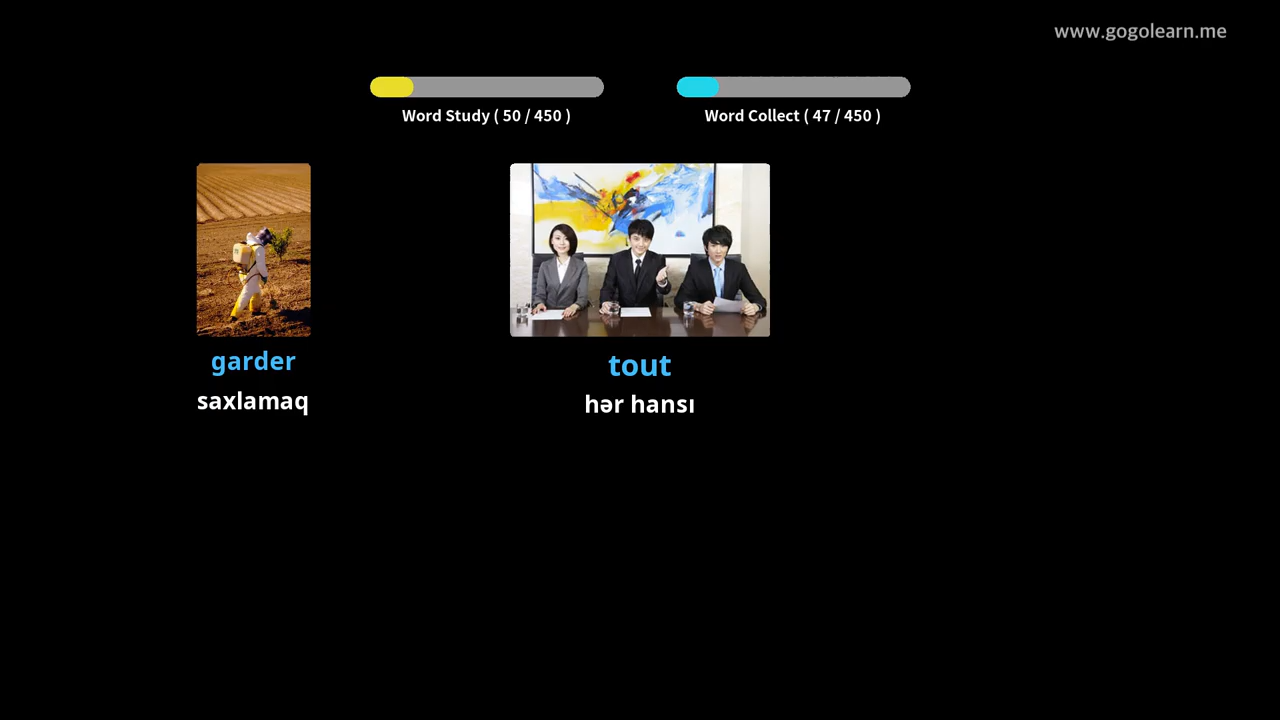 www.gogolearn.me
Word Study ( 50 / 450 )
Word Collect ( 47 / 450 )
garder
saxlamaq
tout
hər hansı